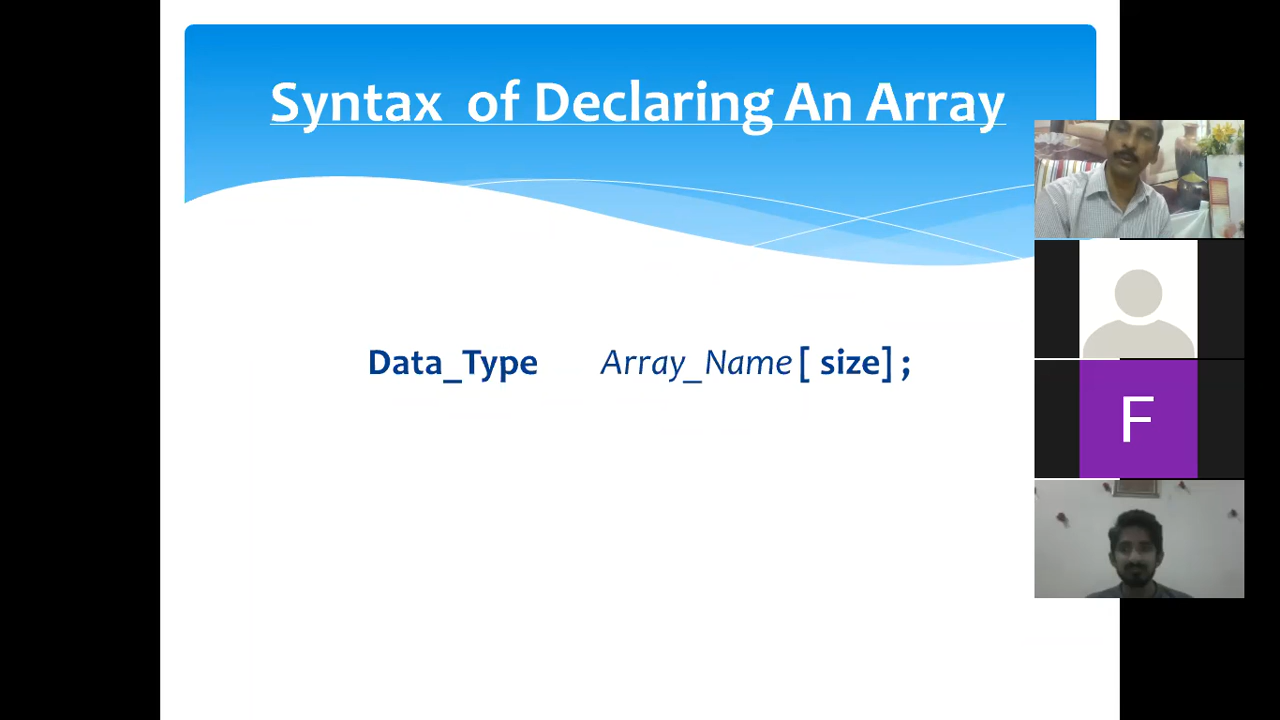 Syntax of Declaring An Array
Data_Type Array_Name[ size] ;
F